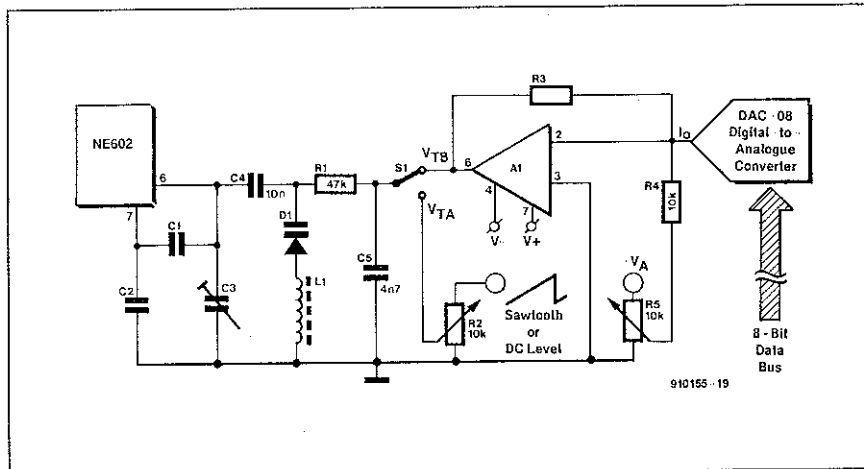 NE602
6
7
C4
10n
R1
47k
S1
VTB
VTA
R3
6
A1
2
3
4
7
V-
V+
Io
DAC-08
Digital to
Analogue
Converter
R4
10k
C1
C2
C3
D1
L1
C5
4n7
R2
10k
Sawtooth
or
DC Level
VA
R5
10k
8-Bit
Data
Bus
910155-19